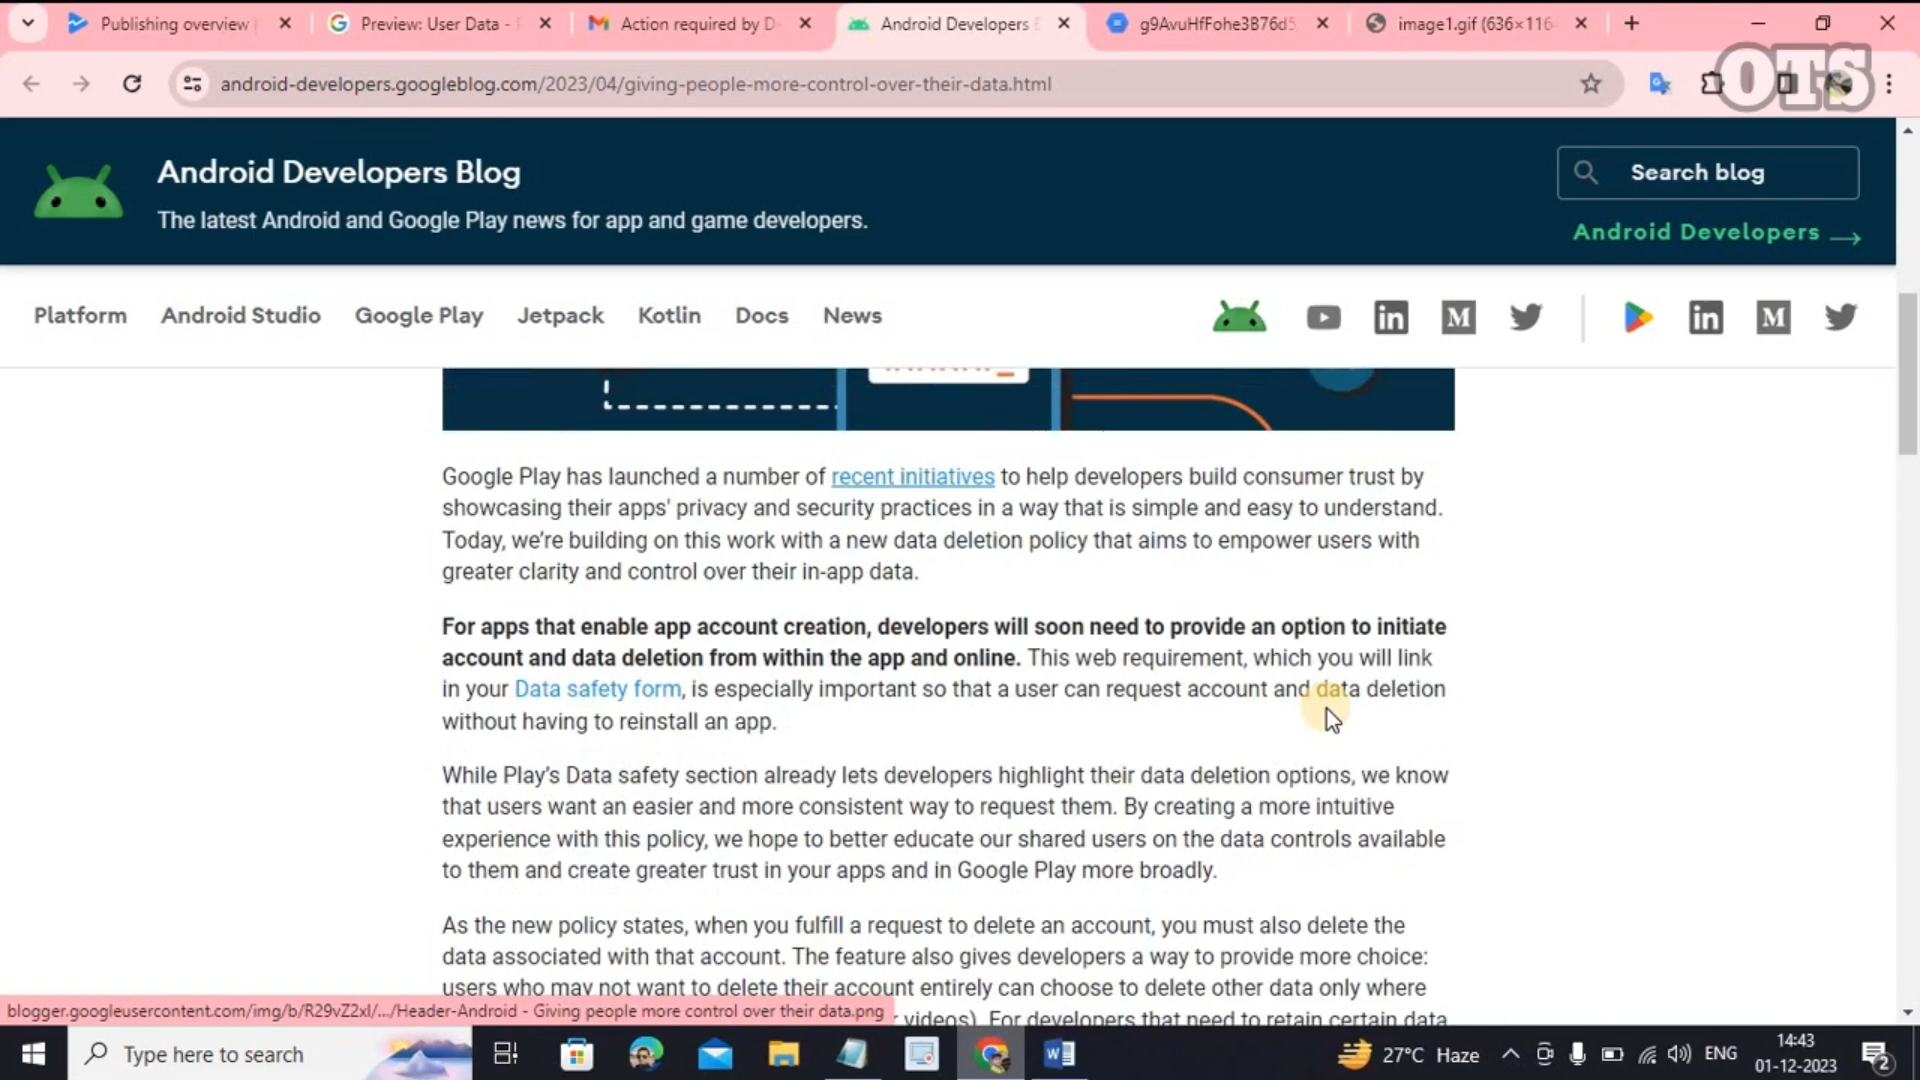 Publishing overview
Preview: User Data -
Action required by D
Android Developers
g9AvuHfFohe3B76d5
image1.gif (636×116
OTS
android-developers.googleblog.com/2023/04/giving-people-more-control-over-their-data.html
Android Developers Blog
The latest Android and Google Play news for app and game developers.
Search blog
Android Developers
Platform
Android Studio
Google Play
Jetpack
Kotlin
Docs
News
Google Play has launched a number of recent initiatives to help developers build consumer trust by
showcasing their apps' privacy and security practices in a way that is simple and easy to understand.
Today, we're building on this work with a new data deletion policy that aims to empower users with
greater clarity and control over their in-app data.
For apps that enable app account creation, developers will soon need to provide an option to initiate
account and data deletion from within the app and online. This web requirement, which you will link
in your Data safety form, is especially important so that a user can request account and data deletion
without having to reinstall an app.
While Play's Data safety section already lets developers highlight their data deletion options, we know
that users want an easier and more consistent way to request them. By creating a more intuitive
experience with this policy, we hope to better educate our shared users on the data controls available
to them and create greater trust in your apps and in Google Play more broadly.
As the new policy states, when you fulfill a request to delete an account, you must also delete the
data associated with that account. The feature also gives developers a way to provide more choice:
users who may not want to delete their account entirely can choose to delete other data only where
videos). For developers that need to retain certain data
blogger.googleusercontent.com/img/b/R29vZ2xl/.../Header-Android - Giving people more control over their data.png
Type here to search
27°C Haze
ENG
14:43
01-12-2023
2